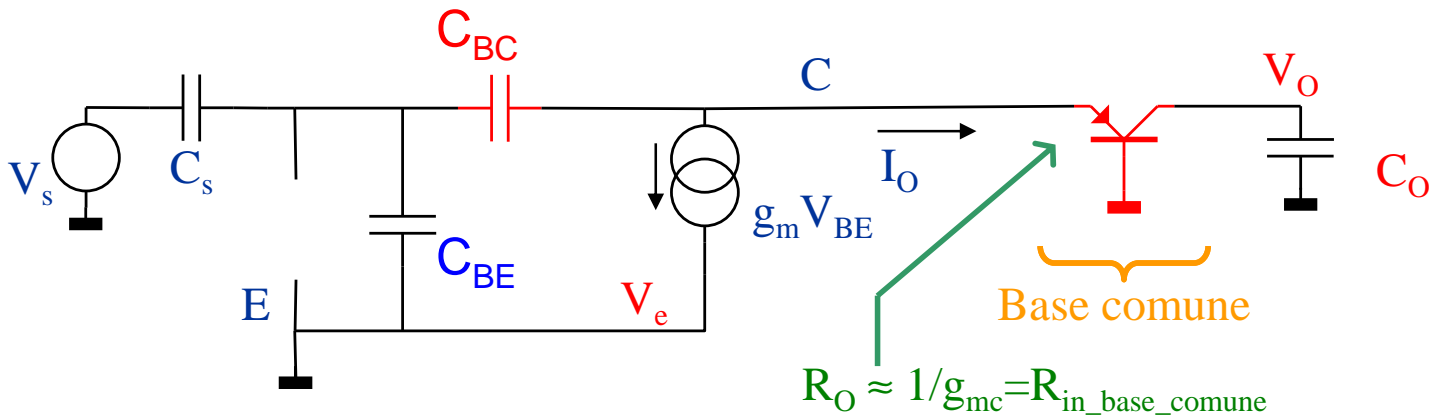 C_BC
C
V_O
V_s
C_s
I_O
C_O
g_mV_BE
C_BE
E
V_e
Base comune
R_O ≈ 1/g_mc=R_in_base_comune